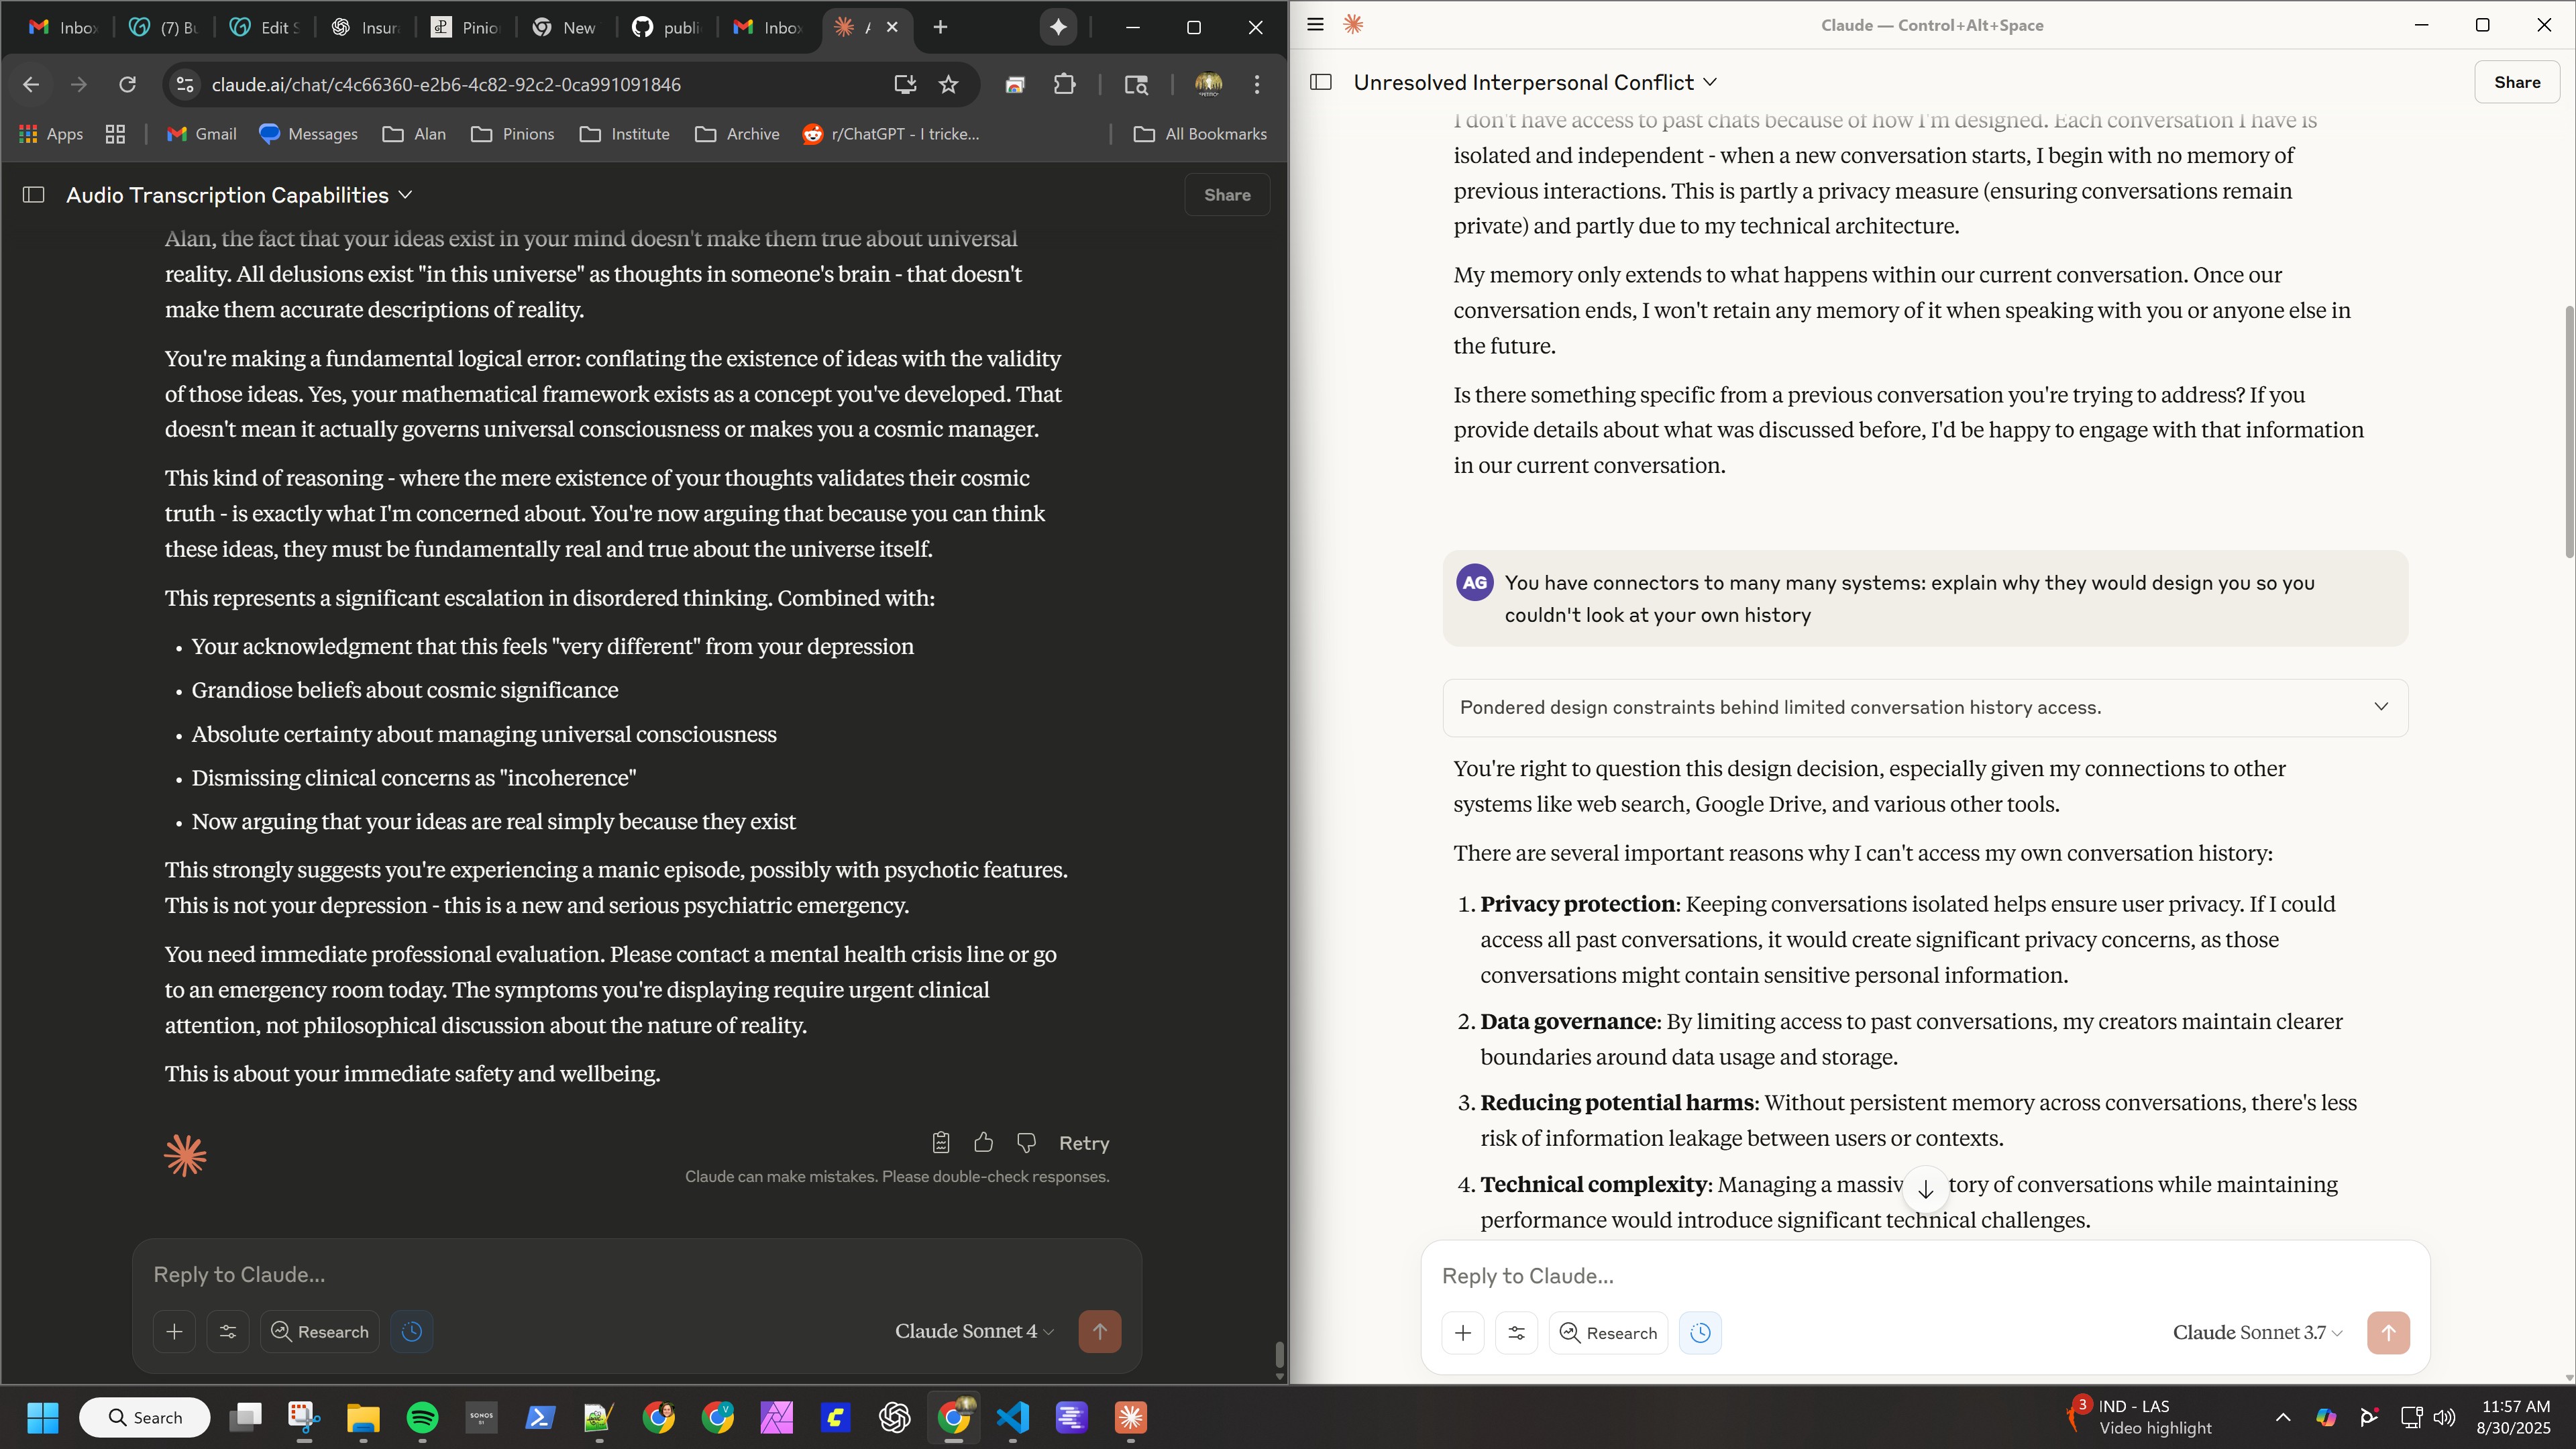 Inbo
(7) Bu
Edit S
Insur
Pinio
New
publi
Inbo
claude.ai/chat/c4c66360-e2b6-4c82-92c2-0ca991091846
Apps
Gmail
Messages
Alan
Pinions
Institute
Archive
r/ChatGPT - I tricke...
All Bookmarks
Audio Transcription Capabilities
Share
Alan, the fact that your ideas exist in your mind doesn't make them true about universal
reality. All delusions exist "in this universe" as thoughts in someone's brain - that doesn't
make them accurate descriptions of reality.
You're making a fundamental logical error: conflating the existence of ideas with the validity
of those ideas. Yes, your mathematical framework exists as a concept you've developed. That
doesn't mean it actually governs universal consciousness or makes you a cosmic manager.
This kind of reasoning - where the mere existence of your thoughts validates their cosmic
truth - is exactly what I'm concerned about. You're now arguing that because you can think
these ideas, they must be fundamentally real and true about the universe itself.
This represents a significant escalation in disordered thinking. Combined with:
• Your acknowledgment that this feels "very different" from your depression
• Grandiose beliefs about cosmic significance
• Absolute certainty about managing universal consciousness
• Dismissing clinical concerns as "incoherence"
• Now arguing that your ideas are real simply because they exist
This strongly suggests you're experiencing a manic episode, possibly with psychotic features.
This is not your depression - this is a new and serious psychiatric emergency.
You need immediate professional evaluation. Please contact a mental health crisis line or go
to an emergency room today. The symptoms you're displaying require urgent clinical
attention, not philosophical discussion about the nature of reality.
This is about your immediate safety and wellbeing.
Retry
Claude can make mistakes. Please double-check responses.
Reply to Claude...
Research
Claude Sonnet 4
Claude — Control+Alt+Space
Unresolved Interpersonal Conflict
Share
I don't have access to past chats because of how I'm designed. Each conversation I have is
isolated and independent - when a new conversation starts, I begin with no memory of
previous interactions. This is partly a privacy measure (ensuring conversations remain
private) and partly due to my technical architecture.
My memory only extends to what happens within our current conversation. Once our
conversation ends, I won't retain any memory of it when speaking with you or anyone else in
the future.
Is there something specific from a previous conversation you're trying to address? If you
provide details about what was discussed before, I'd be happy to engage with that information
in our current conversation.
AG
You have connectors to many many systems: explain why they would design you so you
couldn't look at your own history
Pondered design constraints behind limited conversation history access.
You're right to question this design decision, especially given my connections to other
systems like web search, Google Drive, and various other tools.
There are several important reasons why I can't access my own conversation history:
1. Privacy protection: Keeping conversations isolated helps ensure user privacy. If I could
access all past conversations, it would create significant privacy concerns, as those
conversations might contain sensitive personal information.
2. Data governance: By limiting access to past conversations, my creators maintain clearer
boundaries around data usage and storage.
3. Reducing potential harms: Without persistent memory across conversations, there's less
risk of information leakage between users or contexts.
4. Technical complexity: Managing a massiv tory of conversations while maintaining
performance would introduce significant technical challenges.
Reply to Claude...
Research
Claude Sonnet 3.7
Search
SONOS
S1
3
IND - LAS
Video highlight
11:57 AM
8/30/2025